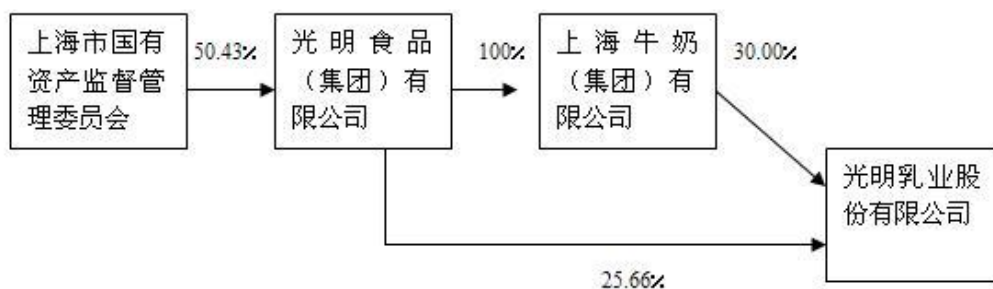 上海市国有
资产监督管
理委员会
50.43%
光明食品
（集团）有
限公司
100%
上海牛奶
（集团）有
限公司
30.00%
光明乳业股
份有限公司
25.66%